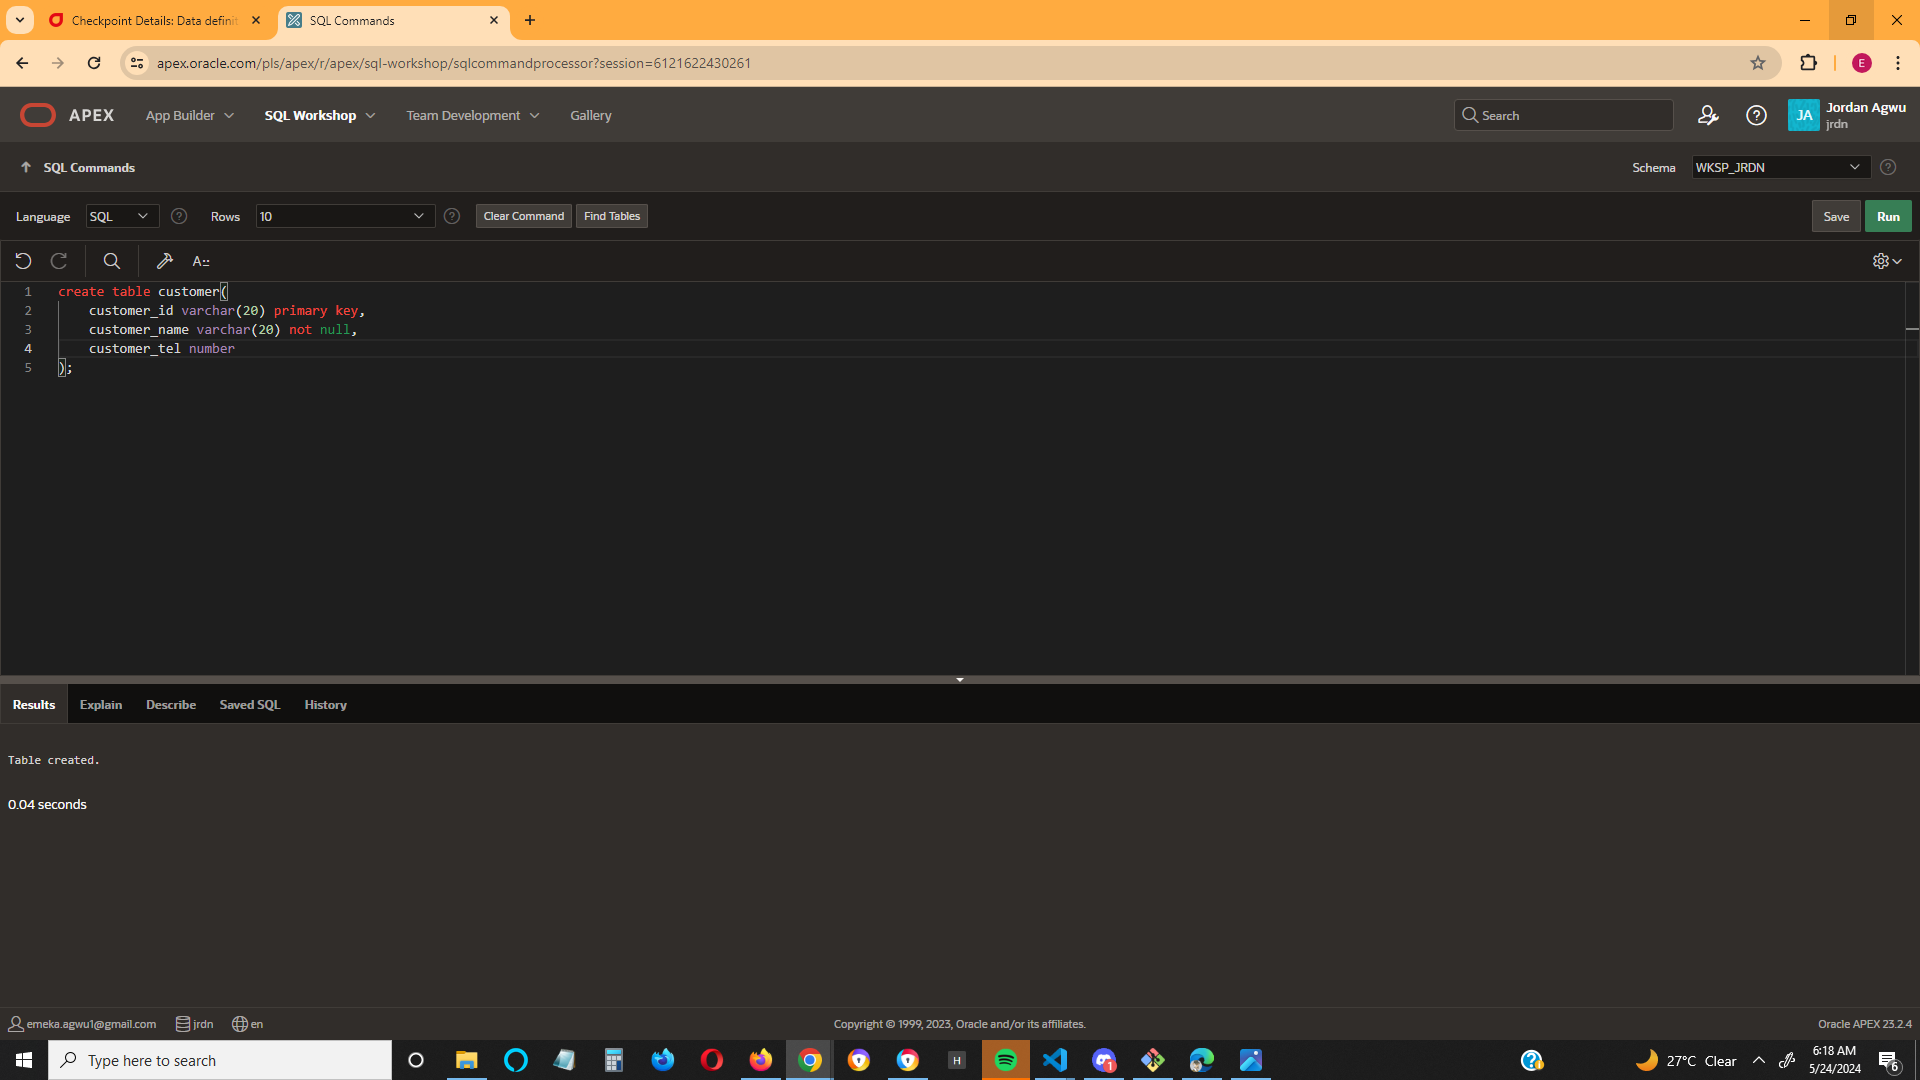 Checkpoint Details: Data definit
SQL Commands
apex.oracle.com/pls/apex/r/apex/sql-workshop/sqlcommandprocessor?session=6121622430261
E
APEX
App Builder
SQL Workshop
Team Development
Gallery
Search
JA
Jordan Agwu
jrdn
SQL Commands
Schema
WKSP_JRDN
Language
SQL
Rows
10
Clear Command
Find Tables
Save
Run
A::
1 create table customer(
2 customer_id varchar(20) primary key,
3 customer_name varchar(20) not null,
4 customer_tel number
5 );
Results
Explain
Describe
Saved SQL
History
Table created.
0.04 seconds
emeka.agwu1@gmail.com
jrdn
en
Copyright © 1999, 2023, Oracle and/or its affiliates.
Oracle APEX 23.2.4
Type here to search
H
1
27°C Clear
6:18 AM
5/24/2024
6